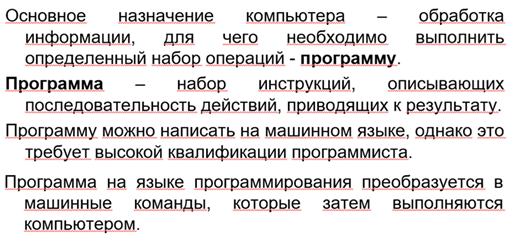 Основное назначение компьютера – обработка
информации, для чего необходимо выполнить
определенный набор операций - программу.
Программа – набор инструкций, описывающих
последовательность действий, приводящих к результату.
Программу можно написать на машинном языке, однако это
требует высокой квалификации программиста.
Программа на языке программирования преобразуется в
машинные команды, которые затем выполняются
компьютером.